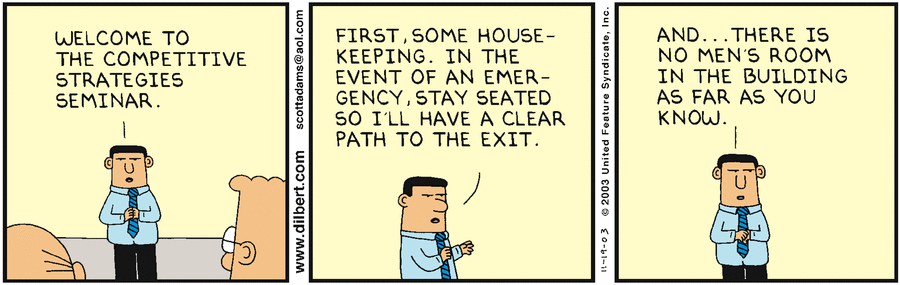 WELCOME TO
THE COMPETITIVE
STRATEGIES
SEMINAR.
www.dilbert.com
scottadams@aol.com
FIRST, SOME HOUSE-
KEEPING. IN THE
EVENT OF AN EMER-
GENCY, STAY SEATED
SO I'LL HAVE A CLEAR
PATH TO THE EXIT.
11-19-03 © 2003 United Feature Syndicate, Inc.
AND...THERE IS
NO MEN'S ROOM
IN THE BUILDING
AS FAR AS YOU
KNOW.